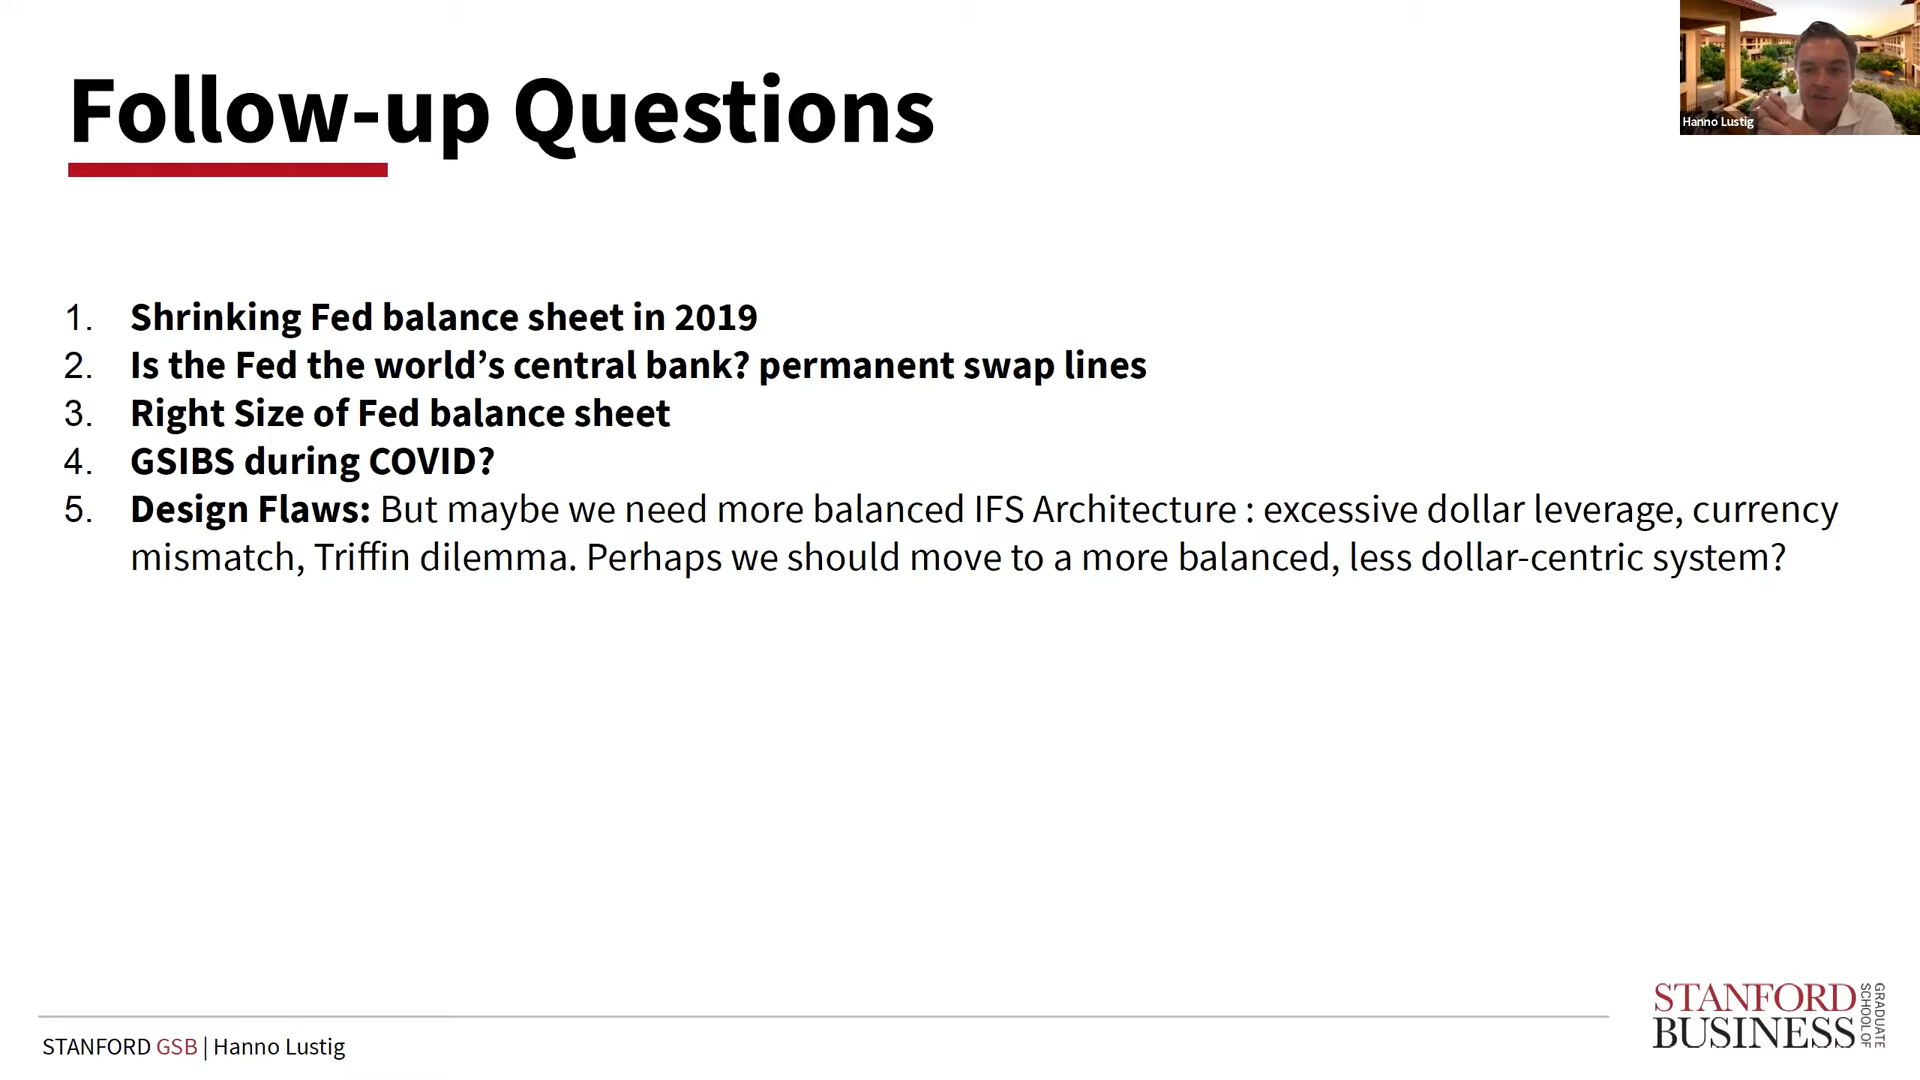 Follow-up Questions
Hanno Lustig
1. Shrinking Fed balance sheet in 2019
2. Is the Fed the world’s central bank? permanent swap lines
3. Right Size of Fed balance sheet
4. GSIBS during COVID?
5. Design Flaws: But maybe we need more balanced IFS Architecture : excessive dollar leverage, currency
mismatch, Triffin dilemma. Perhaps we should move to a more balanced, less dollar-centric system?
STANFORD GSB | Hanno Lustig
STANFORD
BUSINESS
GRADUATE
SCHOOL OF